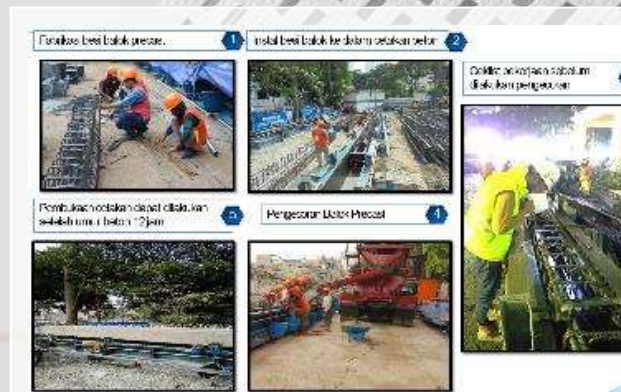 Fabrikasi besi balok precast
1
Instal besi balok ke dalam cetakan beton
2
Ceklist pekerjaan sebelum
dilakukan pengecoran
Pengecoran Balok Precast
4
Pembukaan cetakan dapat dilakukan
setelah umur beton 12 jam
5